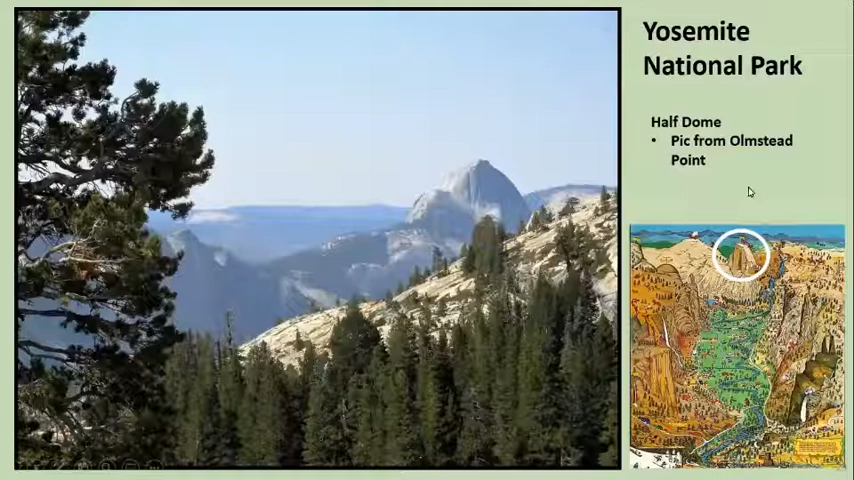 Yosemite
National Park
Half Dome
• Pic from Olmstead
Point